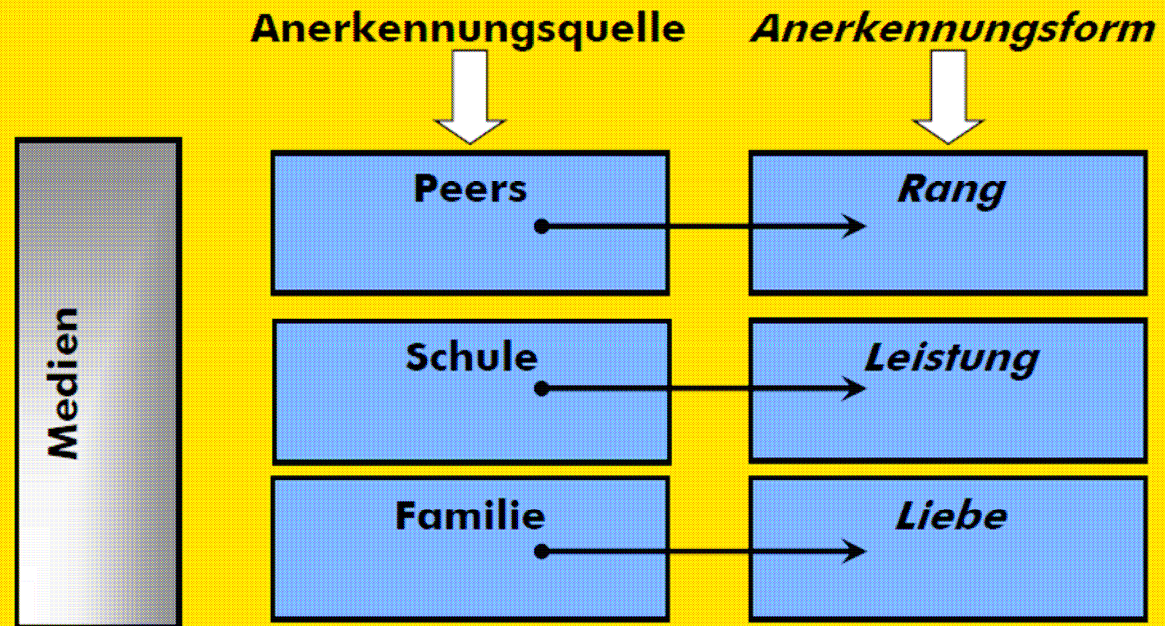 Anerkennungsquelle
Anerkennungsform
Medien
Peers
Rang
Schule
Leistung
Familie
Liebe